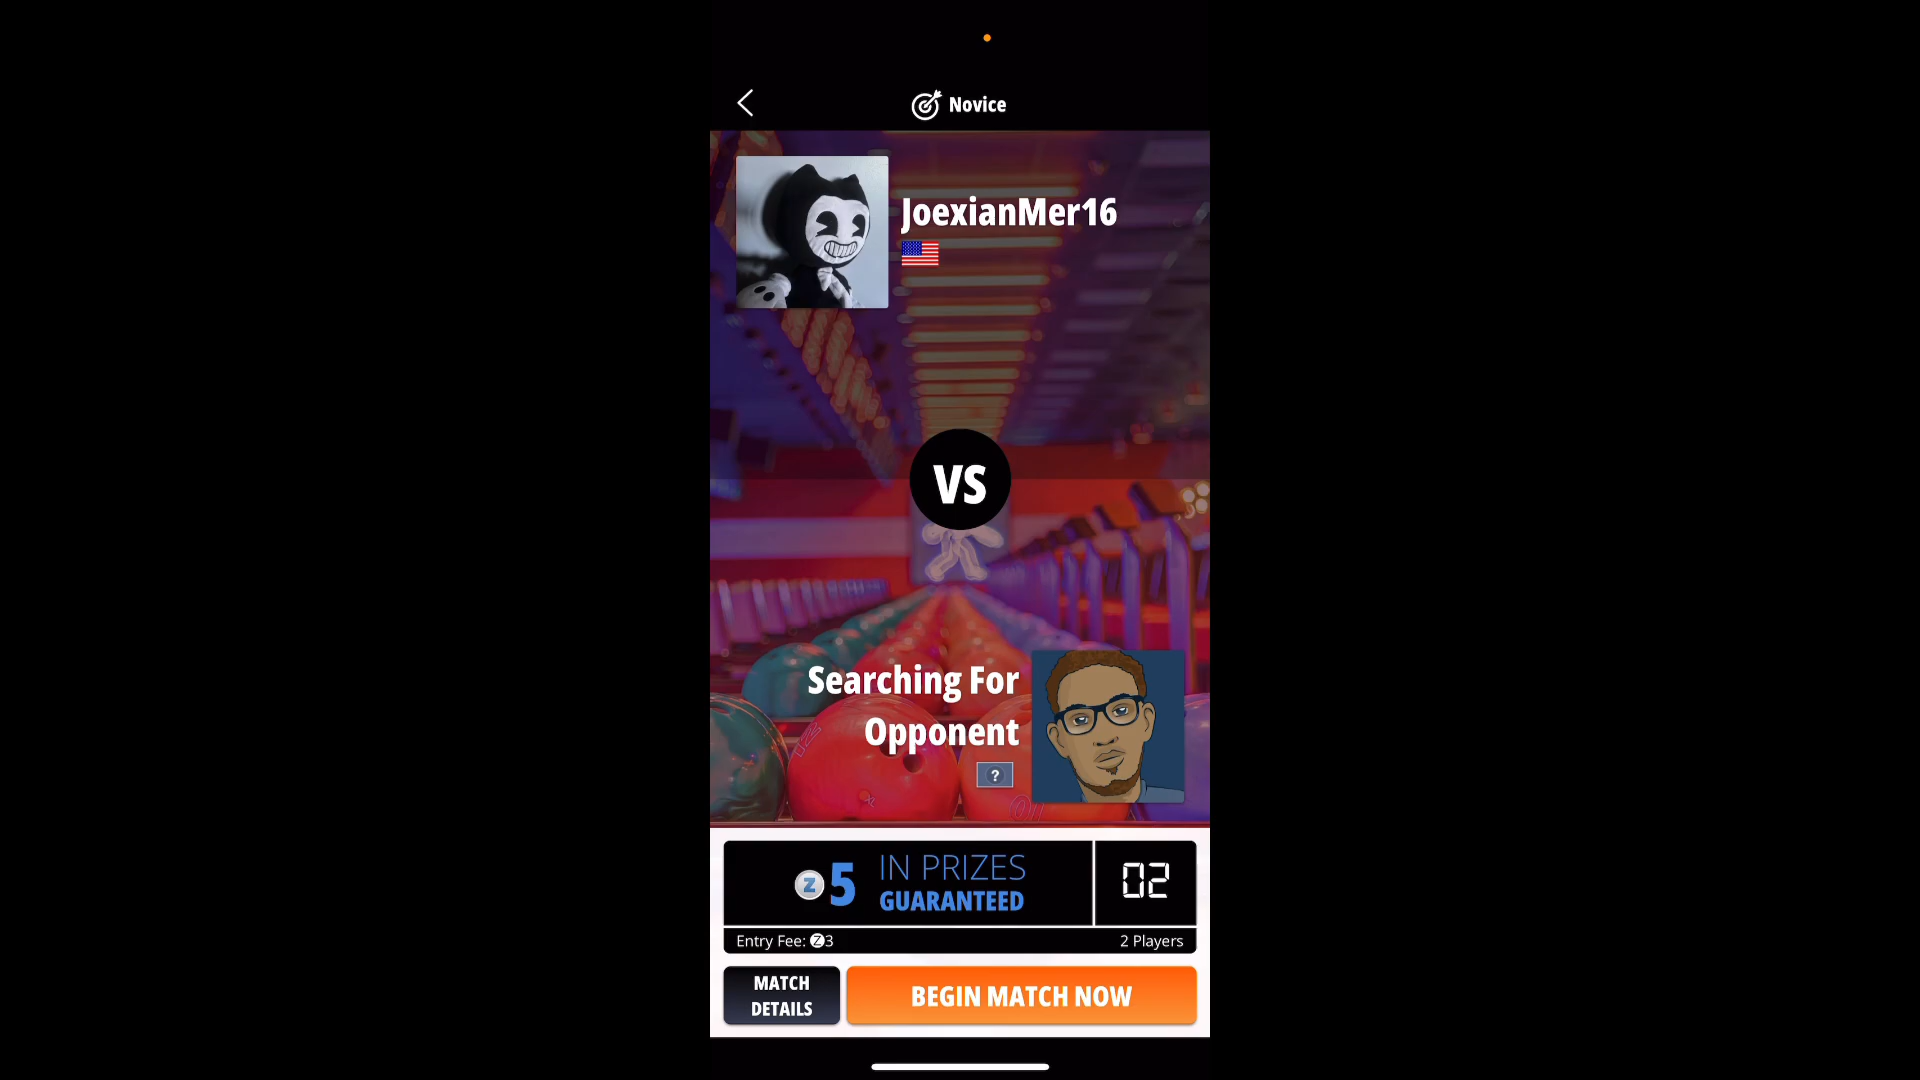 Novice
JoexianMer16
VS
Searching For
Opponent
?
Z 5 IN PRIZES
GUARANTEED
02
Entry Fee: Z3
2 Players
MATCH
DETAILS
BEGIN MATCH NOW